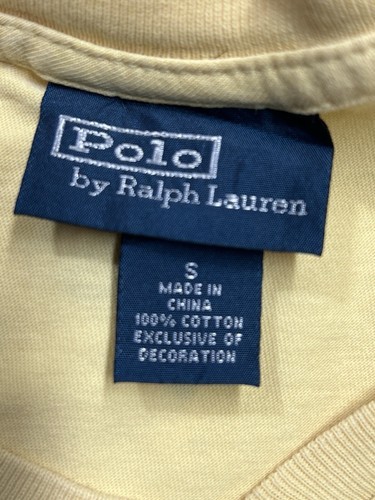 Polo
by Ralph Lauren
S
MADE IN
CHINA
100% COTTON
EXCLUSIVE OF
DECORATION